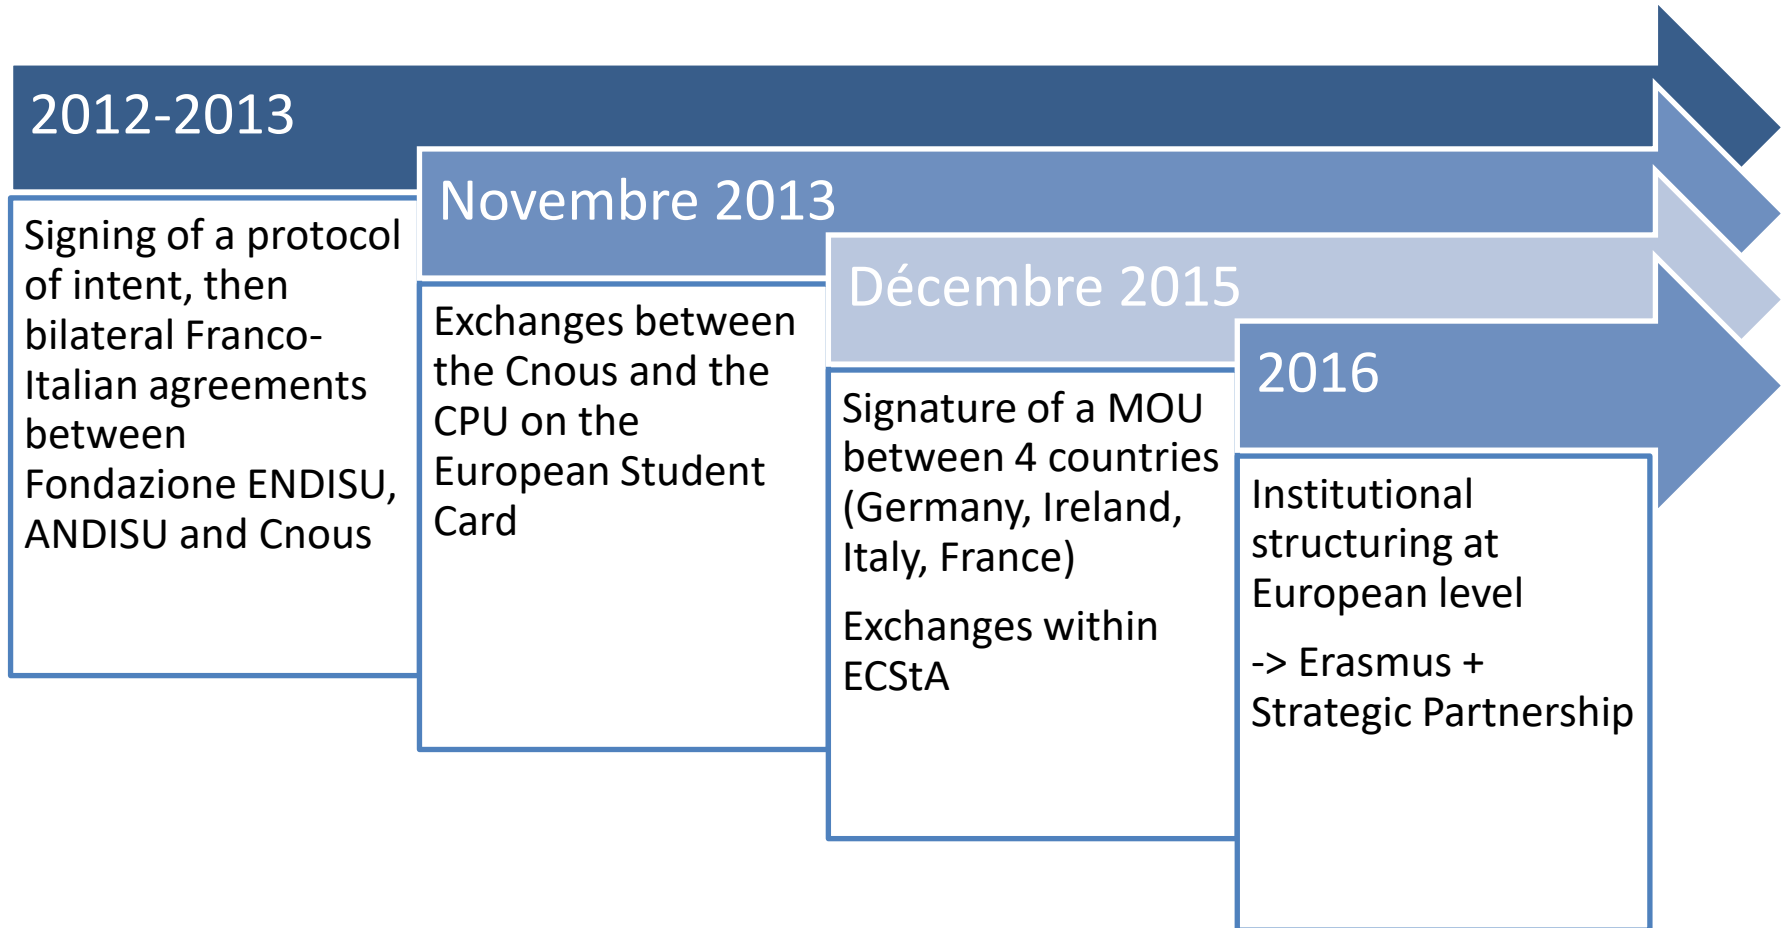 2012-2013
Signing of a protocol
of intent, then
bilateral Franco-
Italian agreements
between
Fondazione ENDISU,
ANDISU and Cnous
Novembre 2013
Exchanges between
the Cnous and the
CPU on the
European Student
Card
Décembre 2015
Signature of a MOU
between 4 countries
(Germany, Ireland,
Italy, France)
Exchanges within
ECStA
2016
Institutional
structuring at
European level
-> Erasmus +
Strategic Partnership